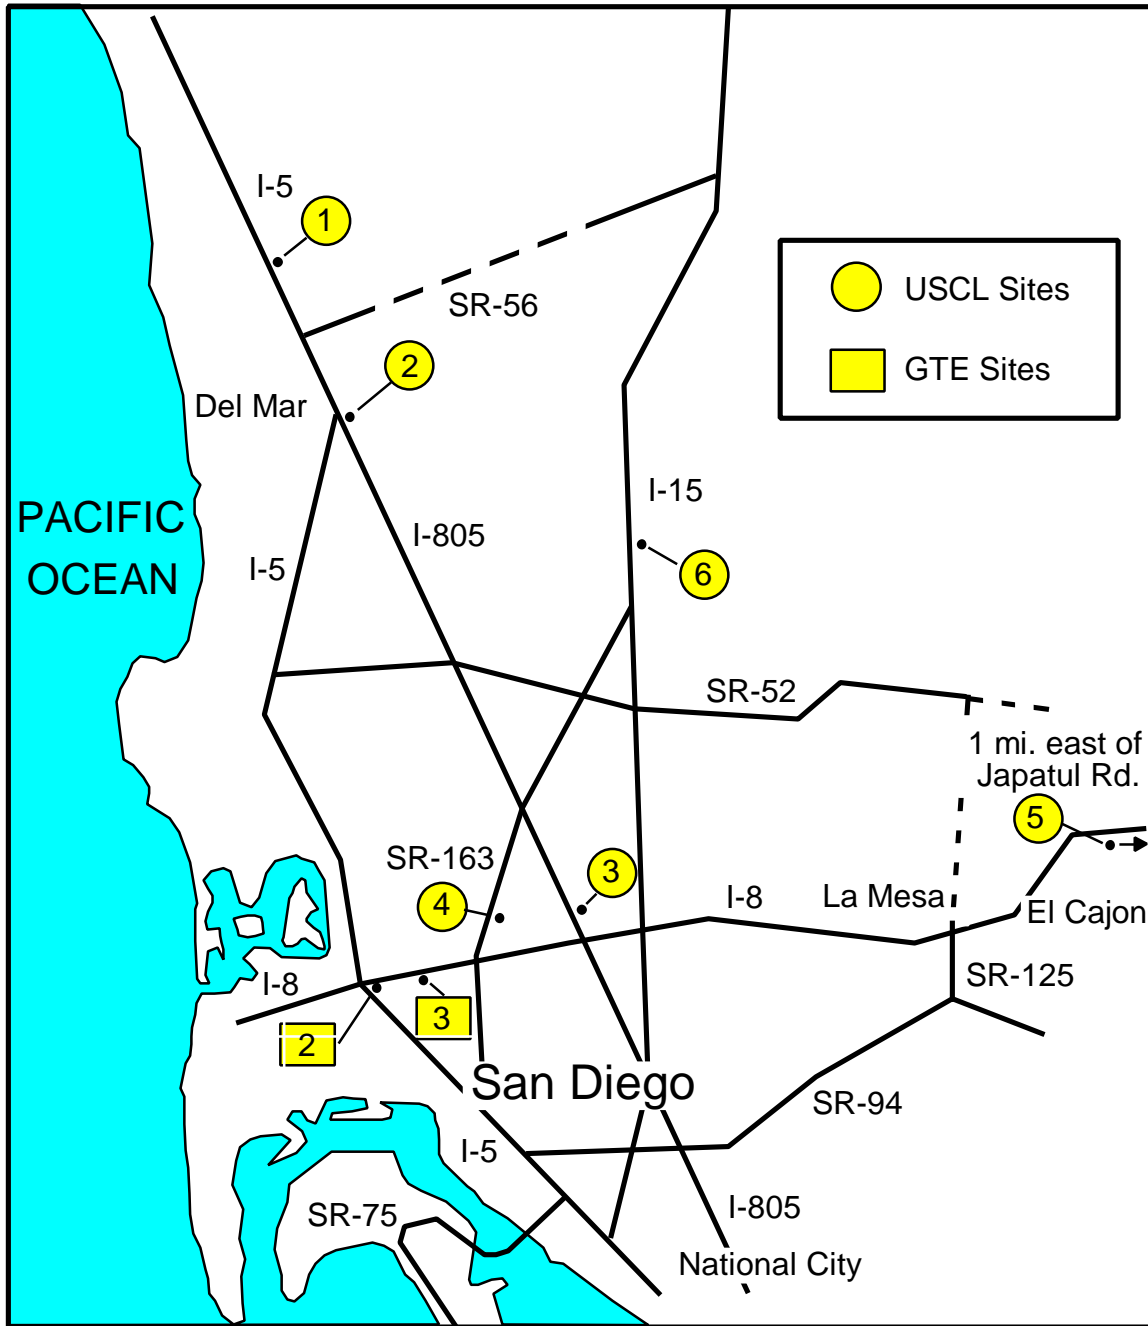 I-5
1
SR-56
USCL Sites
GTE Sites
2
Del Mar
I-15
PACIFIC
OCEAN
I-805
I-5
6
SR-52
1 mi. east of
Japatul Rd.
5
SR-163
3
4
I-8
La Mesa
El Cajon
I-8
SR-125
3
2
San Diego
SR-94
I-5
SR-75
I-805
National City